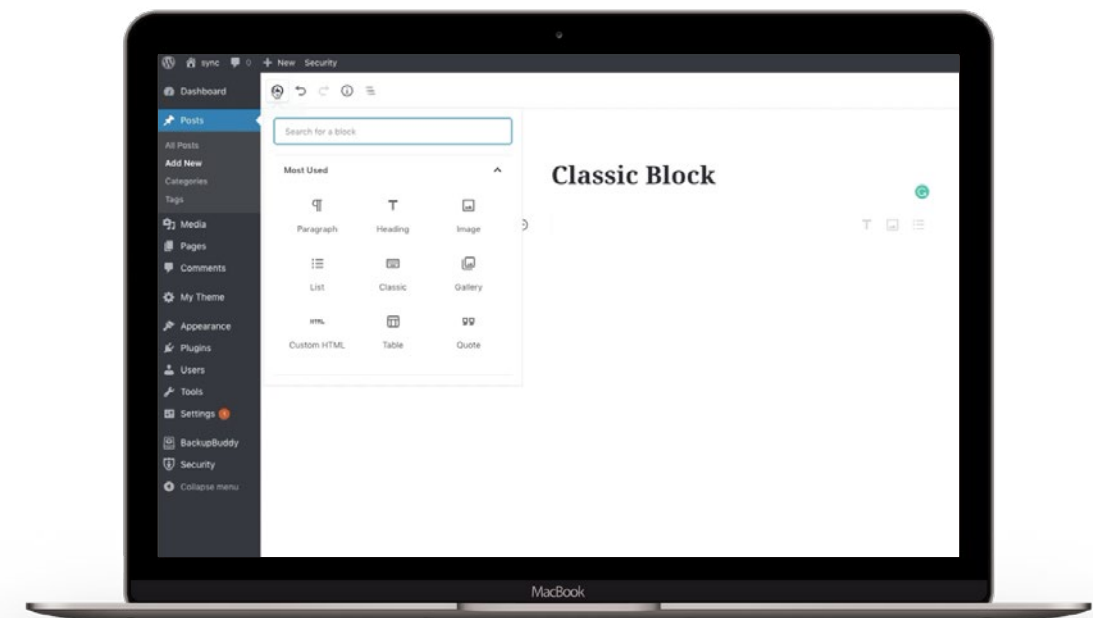 sync 0 + New Security
Dashboard
Posts
All Posts
Add New
Categories
Tags
Media
Pages
Comments
My Theme
Appearance
Plugins
Users
Tools
Settings 1
BackupBuddy
Security
Collapse menu
Search for a block
Most Used
Paragraph Heading Image
List Classic Gallery
HTML
Custom HTML Table Quote
Classic Block
MacBook